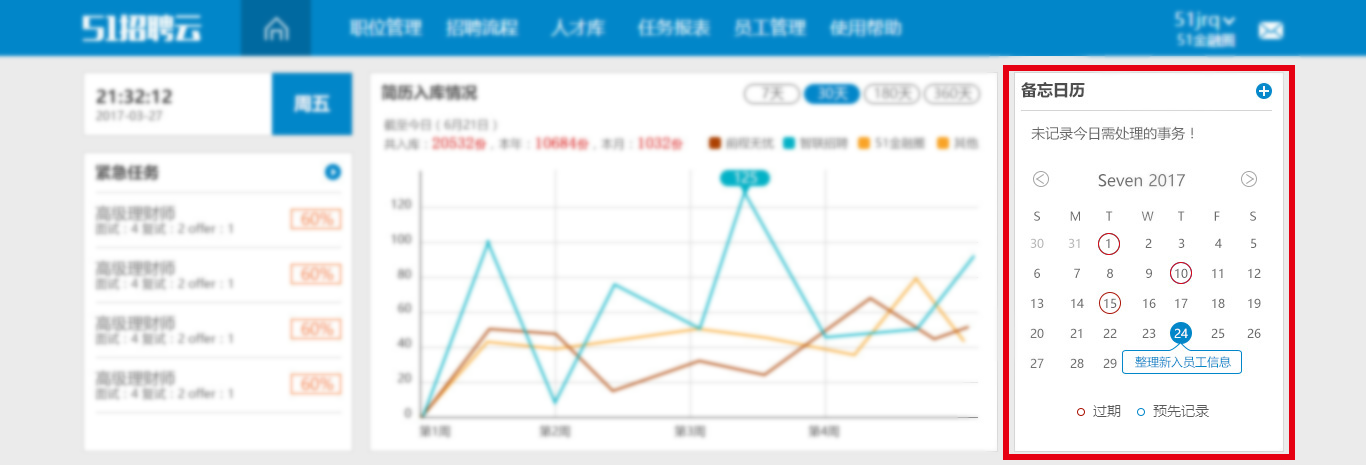 51招聘云
职位管理 招聘流程 人才库 任务报表 员工管理 使用帮助
51jrq
51金融圈
21:32:12
2017-03-27
周五
紧急任务
高级理财师
面试：4 复试：2 offer：1
60%
高级理财师
面试：4 复试：2 offer：1
60%
高级理财师
面试：4 复试：2 offer：1
60%
高级理财师
面试：4 复试：2 offer：1
60%
简历入库情况
7天 30天 180天 360天
截至今日（6月21日）
共入库：20532份，本年：10684份，本月：1032份
前程无忧 智联招聘 51金融圈 其他
125
120
100
80
60
40
20
0
第1周 第2周 第3周 第4周
备忘日历
未记录今日需处理的事务！
Seven 2017
S M T W T F S
30 31 1 2 3 4 5
6 7 8 9 10 11 12
13 14 15 16 17 18 19
20 21 22 23 24 25 26
27 28 29
整理新入员工信息
过期 预先记录